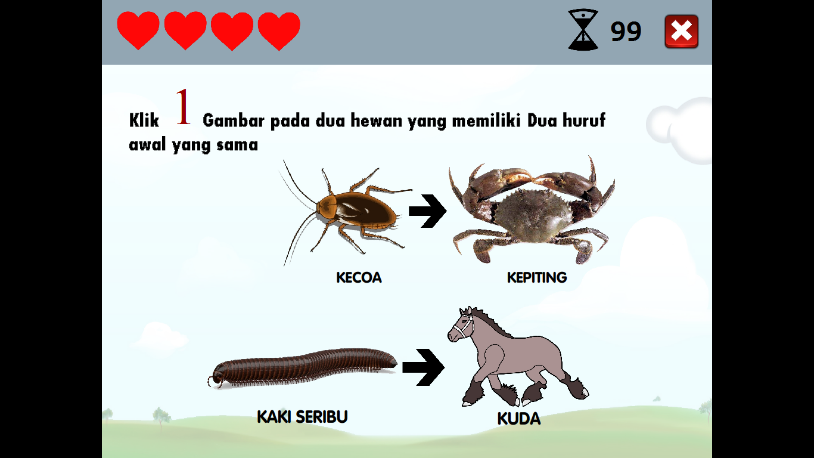 99
Klik 1 Gambar pada dua hewan yang memiliki Dua huruf
awal yang sama
KECOA
KEPITING
KAKI SERIBU
KUDA